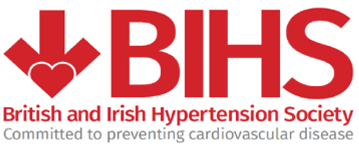 BIHS
British and Irish Hypertension Society
Committed to preventing cardiovascular disease